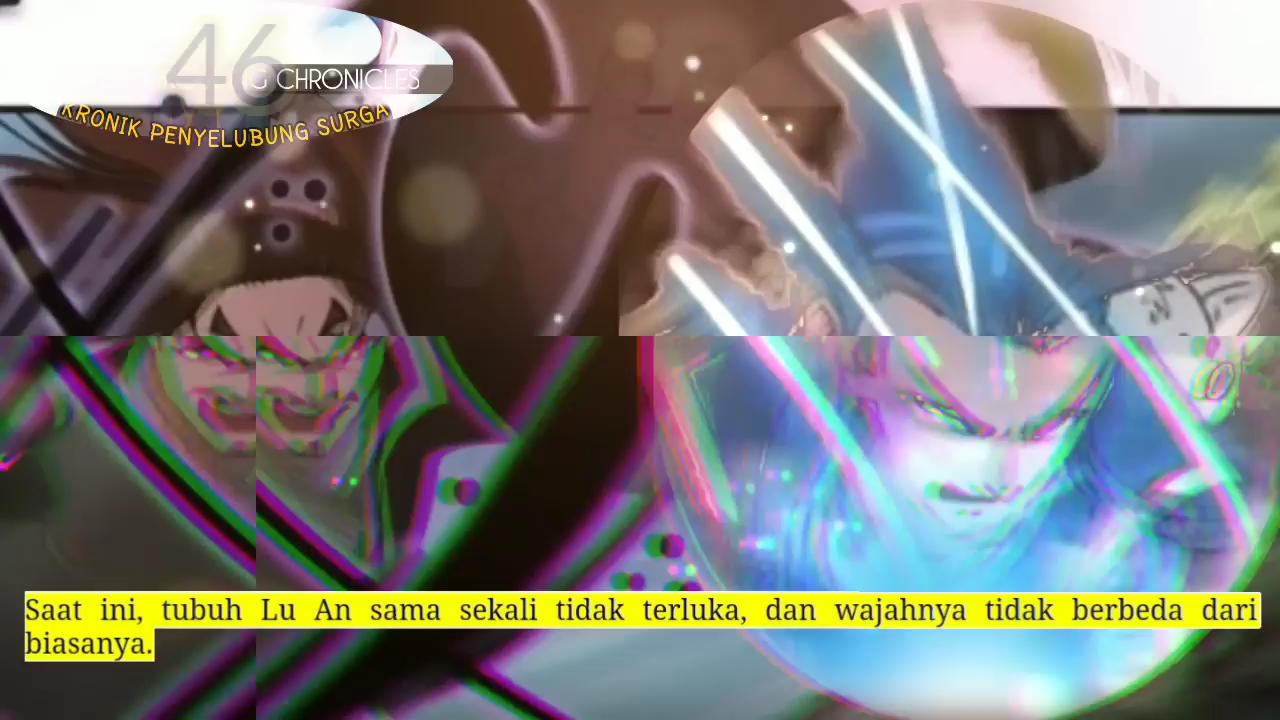 46
G CHRONICLES
KRONIK PENYELUBUNG SURGA
Saat ini, tubuh Lu An sama sekali tidak terluka, dan wajahnya tidak berbeda dari
biasanya.